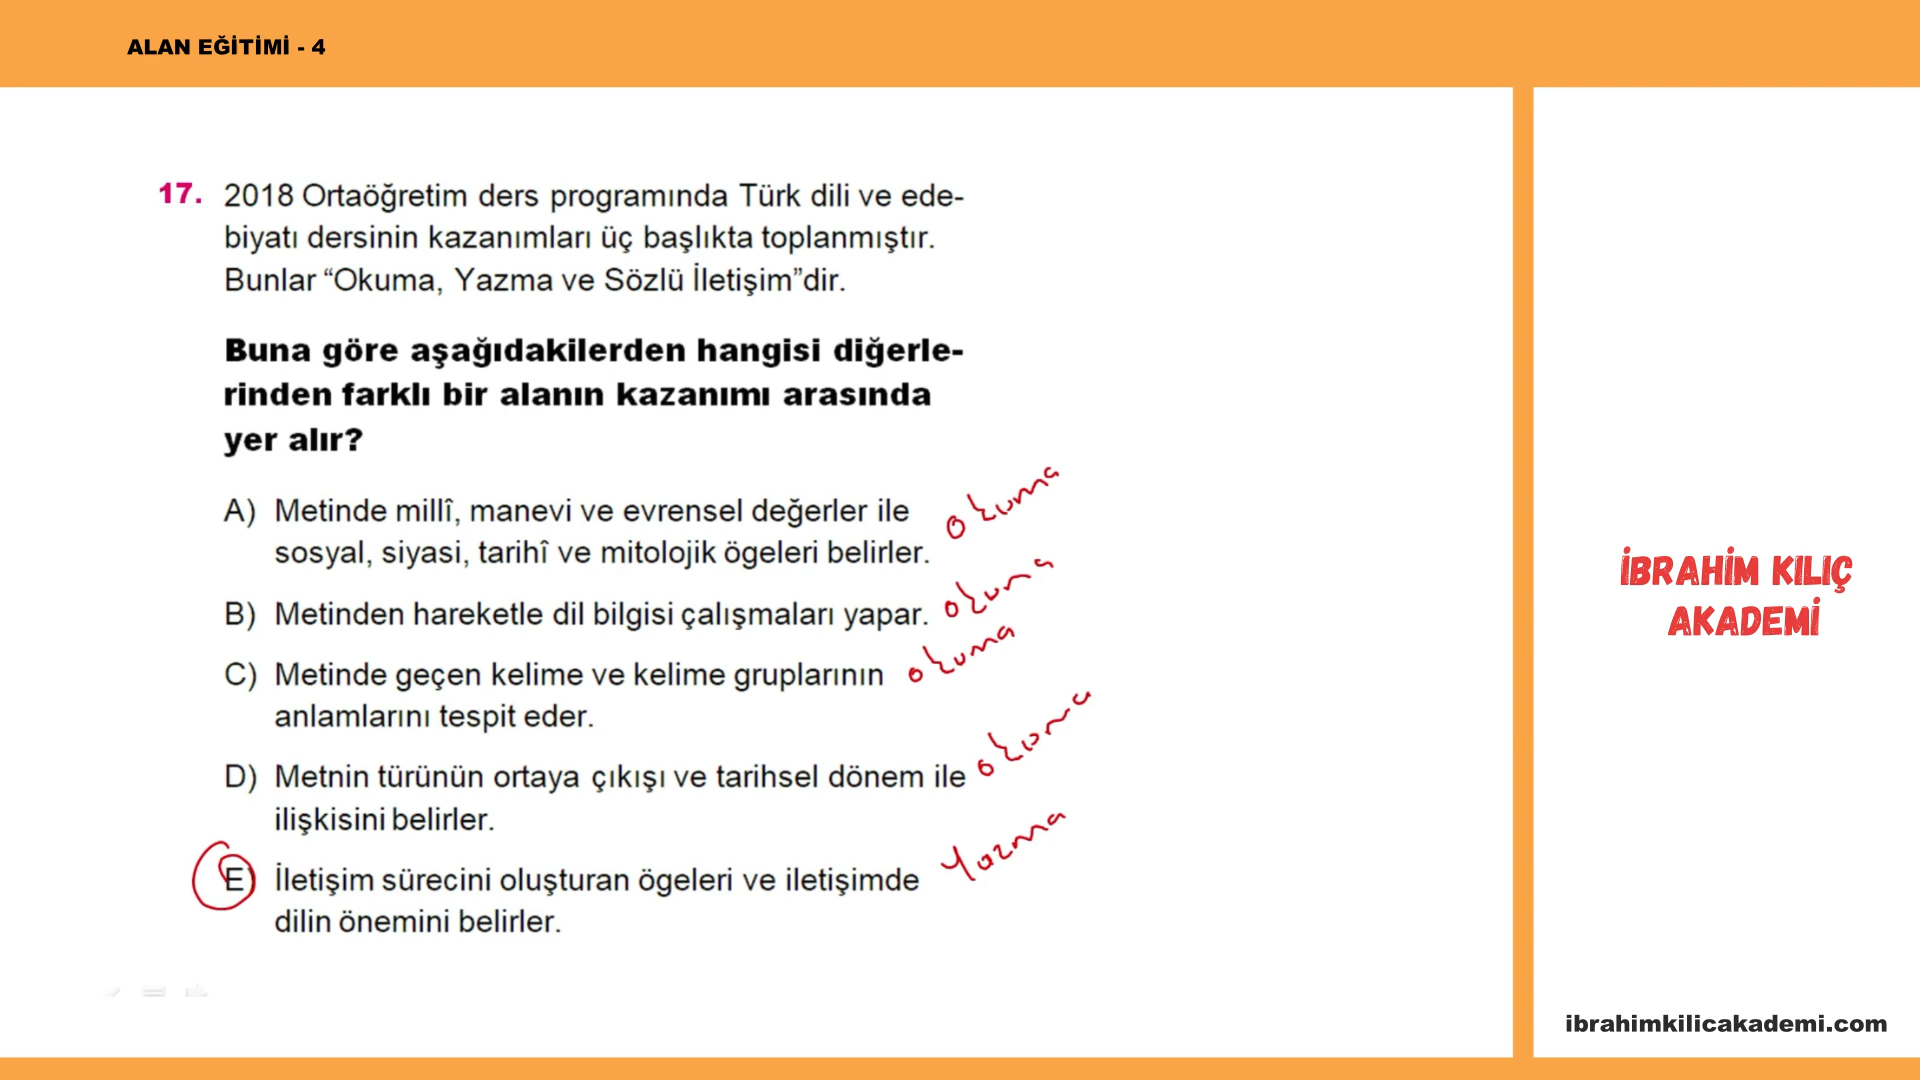 ALAN EĞİTİMİ - 4
17. 2018 Ortaöğretim ders programında Türk dili ve ede-
biyatı dersinin kazanımları üç başlıkta toplanmıştır.
Bunlar “Okuma, Yazma ve Sözlü İletişim”dir.
Buna göre aşağıdakilerden hangisi diğerle-
rinden farklı bir alanın kazanımı arasında
yer alır?
A) Metinde millî, manevi ve evrensel değerler ile okuma
sosyal, siyasi, tarihî ve mitolojik ögeleri belirler.
B) Metinden hareketle dil bilgisi çalışmaları yapar. okuma
C) Metinde geçen kelime ve kelime gruplarının okuma
anlamlarını tespit eder.
D) Metnin türünün ortaya çıkışı ve tarihsel dönem ile okuma
ilişkisini belirler.
E) İletişim sürecini oluşturan ögeleri ve iletişimde Yazma
dilin önemini belirler.
İBRAHİM KILIÇ
AKADEMİ
ibrahimkilicakademi.com